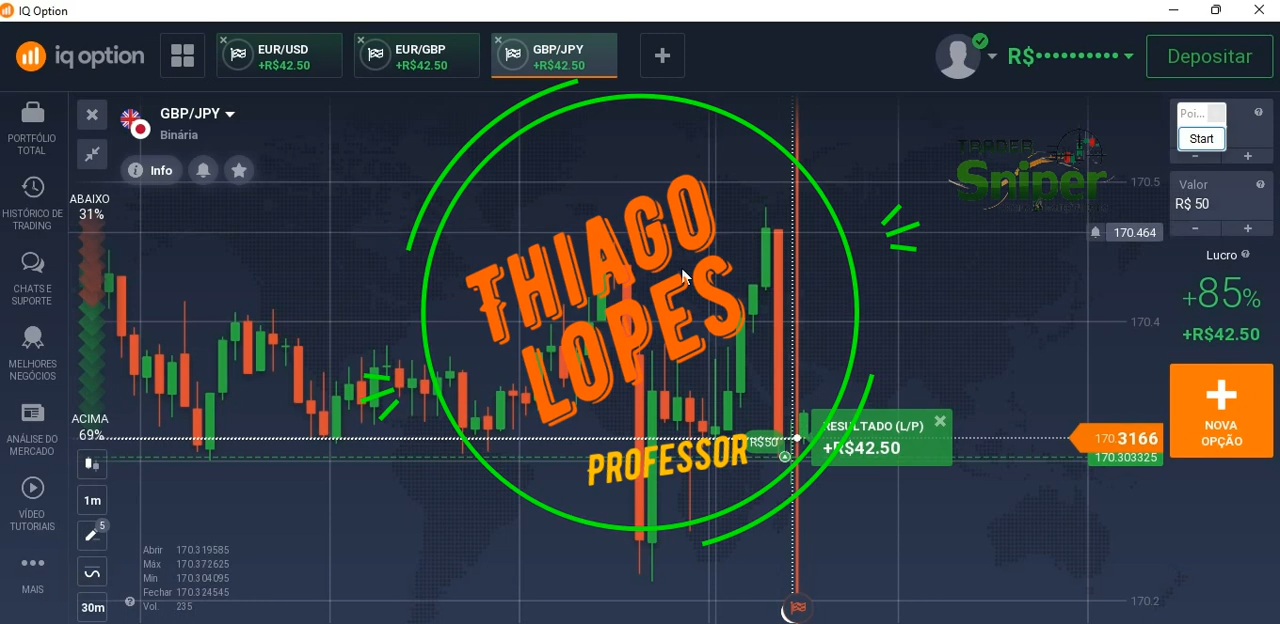 IQ Option
iq option
EUR/USD
+R$42.50
EUR/GBP
+R$42.50
GBP/JPY
+R$42.50
R$••••••••••
Depositar
PORTFÓLIO
TOTAL
HISTÓRICO DE
TRADING
CHATS E
SUPORTE
MELHORES
NEGÓCIOS
ANÁLISE DO
MERCADO
VÍDEO
TUTORIAIS
MAIS
GBP/JPY
Binária
Info
ABAIXO
31%
ACIMA
69%
1m
5
30m
Abrir 170.319585
Máx 170.372625
Mín 170.304095
Fechar 170.324545
Vol. 235
THIAGO
LOPES
PROFESSOR
TRADER
Sniper
R$50
RESULTADO (L/P)
+R$42.50
170.5
170.464
170.4
170.3166
170.303325
170.2
Poi...
Start
Valor
R$ 50
Lucro
+85%
+R$42.50
NOVA
OPÇÃO